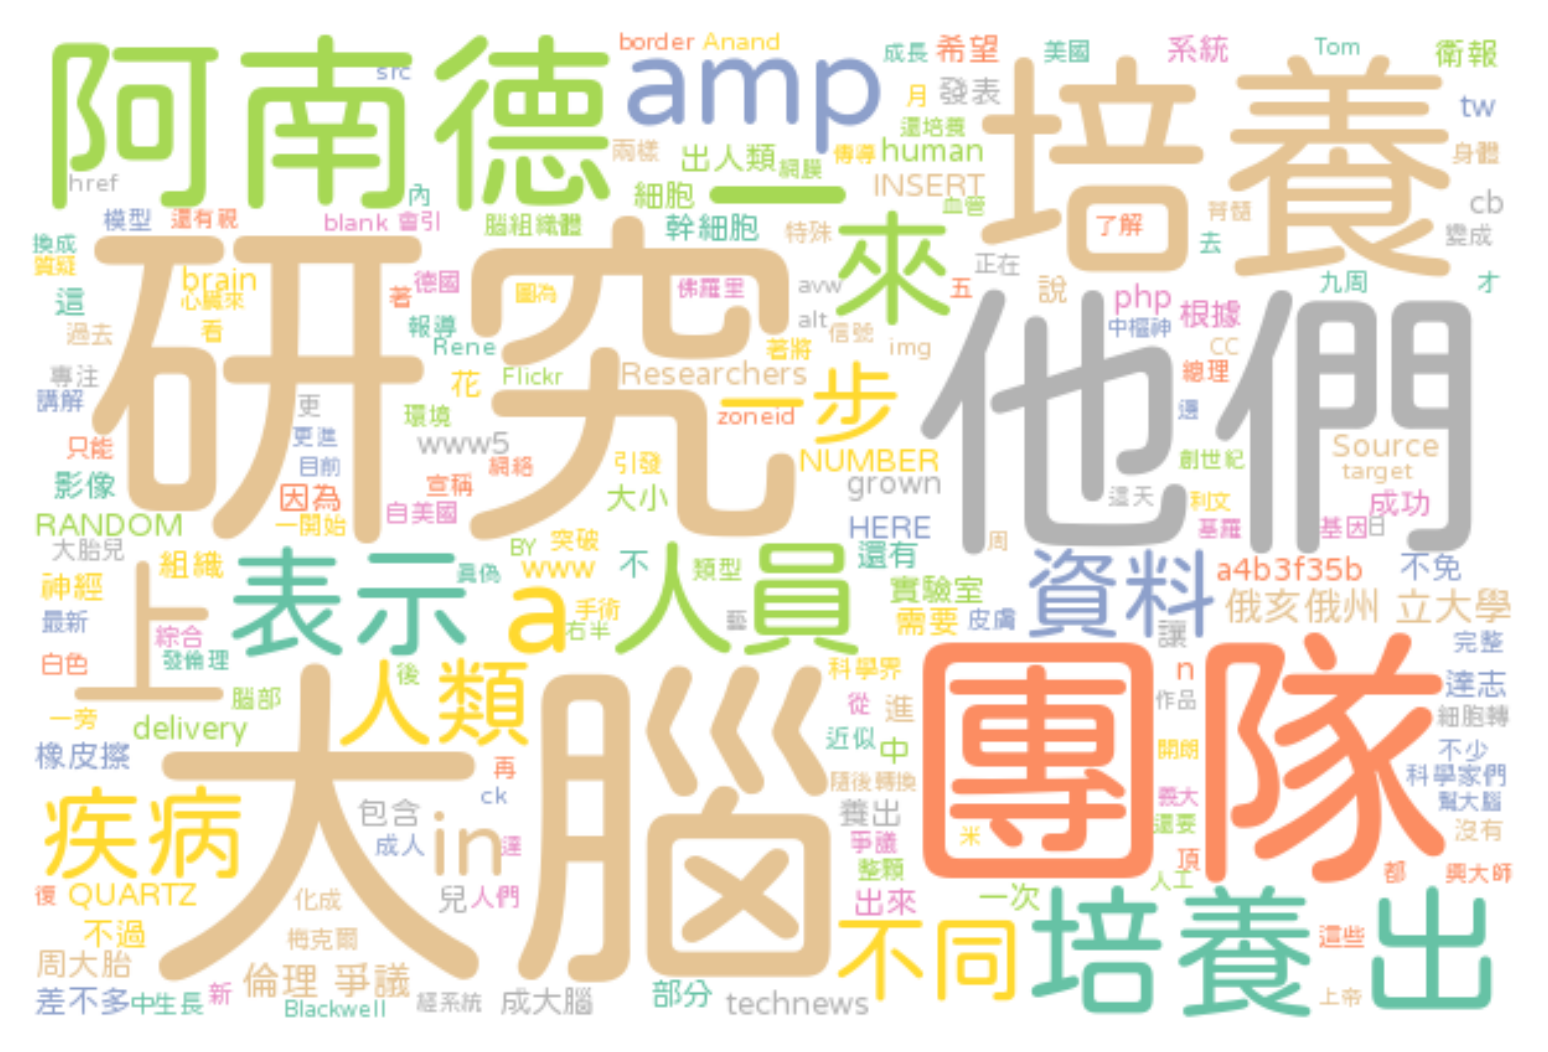 阿南德
amp
培養
研究
他們
大腦
團隊
培養出
border Anand
成長 希望
美國
系統
Tom
衛報
src
月 發表
tw
還培養
兩樣
出人類
網膜
傳導 human
身體
href
內
細胞 一
INSERT
血管
cb
模型
還有視
blank 會引
腦組織體
幹細胞
特殊
來
了解
脊髓
去
變成
換成
質疑
brain
心臟來
德國
著
圖為
佛羅里
avw
正在
五
說
php
九周
才
這
過去
看
報導
Rene
alt
信號
中樞神
根據
著將
img
CC
專注
花
Flickr
Researchers
總理
講解
更
環境
一步
zoneid
邊
只能
更進
www5
Source
目前
網絡
引發
NUMBER
創世紀
target
影像
因為
宣稱
大小
grown
這天
利文
成功
RANDOM
一開始
自美國
HERE
基羅
基因
日
大胎兒
BY 突破
周
組織
表示
真偽
www
不
人員
類型
還有
資料
a4b3f35b
不免
神經
上
a
手術
實驗室
俄亥俄州 立大學
最新
綜合
右半
藝
需要
皮膚
讓
完整
白色
發倫理
人類
後
科學界
n
達志
腦部
從
進
作品
細胞轉
一旁
delivery
近似
中
開朗
不少
橡皮擦
再
隨後轉換
科學家們
疾病
ck
義大
幫大腦
包含
in
養出
還要
沒有
成人
達
爭議
米
整顆
頂
都
興大師
復 QUARTZ
化成
兒
人們
出來
人工
一次
不過
梅克爾
不同
這些
周大胎
倫理 爭議
差不多
中生長
新
Blackwell
經系統
成大腦
部分
technews
上帝